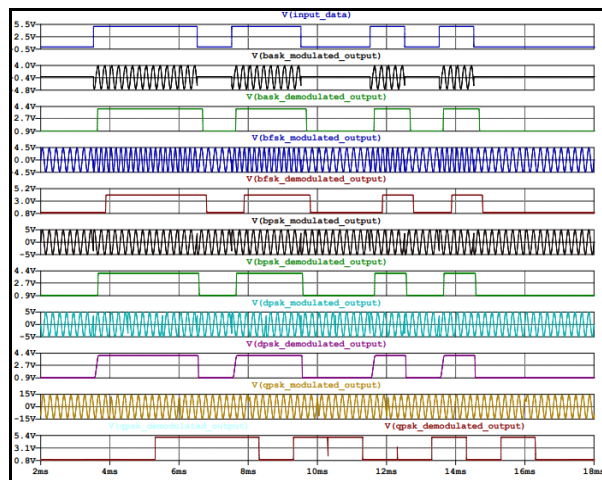 V(input_data)
5.5V
2.5V
0.5V
V(bask_modulated_output)
4.0V
0.4V
4.8V
V(bask_demodulated_output)
4.4V
2.7V
0.9V
V(bfsk_modulated_output)
4.5V
0.0V
4.5V
V(bfsk_demodulated_output)
5.2V
3.0V
0.8V
V(bpsk_modulated_output)
5V
0V
-5V
V(bpsk_demodulated_output)
4.4V
2.7V
0.9V
V(dpsk_modulated_output)
5V
0V
-5V
V(dpsk_demodulated_output)
4.4V
2.7V
0.9V
V(qpsk_modulated_output)
15V
0V
-15V
V(qpsk_demodulated_output) V(qpsk_demodulated_output)
5.4V
3.1V
0.8V
2ms 4ms 6ms 8ms 10ms 12ms 14ms 16ms 18ms